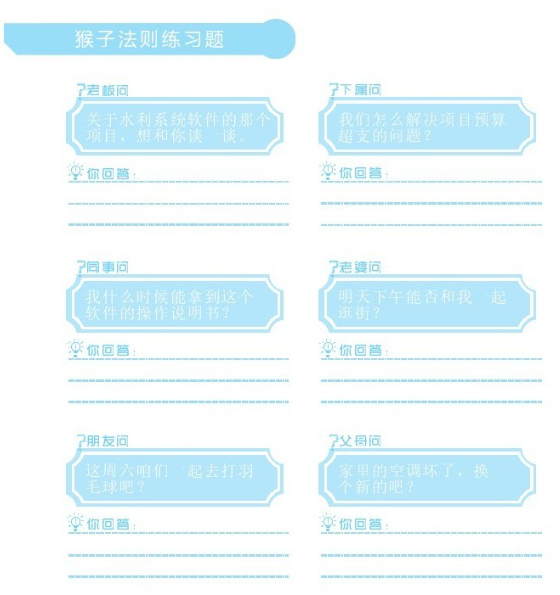 猴子法则练习题
?老板问
关于水利系统软件的那个
项目，想和你谈一谈。
你回答：
?下属问
我们怎么解决项目预算
超支的问题？
你回答：
?同事问
我什么时候能拿到这个
软件的操作说明书？
你回答：
?老婆问
明天下午能否和我一起
逛街？
你回答：
?朋友问
这周六咱们一起去打羽
毛球吧？
你回答：
?父母问
家里的空调坏了，换一
个新的吧？
你回答：